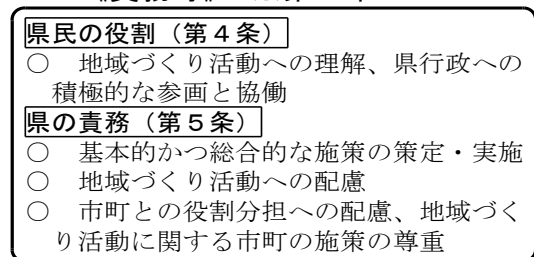 県民の役割（第４条）
○　地域づくり活動への理解、県行政への
積極的な参画と協働
県の責務（第５条）
○　基本的かつ総合的な施策の策定・実施
○　地域づくり活動への配慮
○　市町との役割分担への配慮、地域づく
り活動に関する市町の施策の尊重